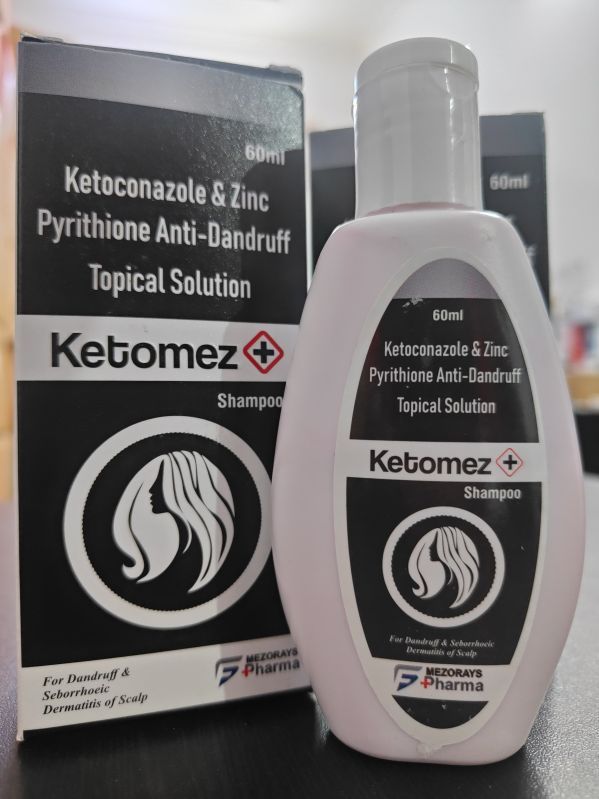 60ml
Ketoconazole & Zinc
Pyrithione Anti-Dandruff
Topical Solution
Ketomez
Shampoo
For Dandruff &
Seborrhoeic
Dermatitis of Scalp
MEZORAYS
Pharma
60ml
60ml
Ketoconazole & Zinc
Pyrithione Anti-Dandruff
Topical Solution
Ketomez
Shampoo
For Dandruff & Seborrhoeic
Dermatitis of Scalp
MEZORAYS
Pharma